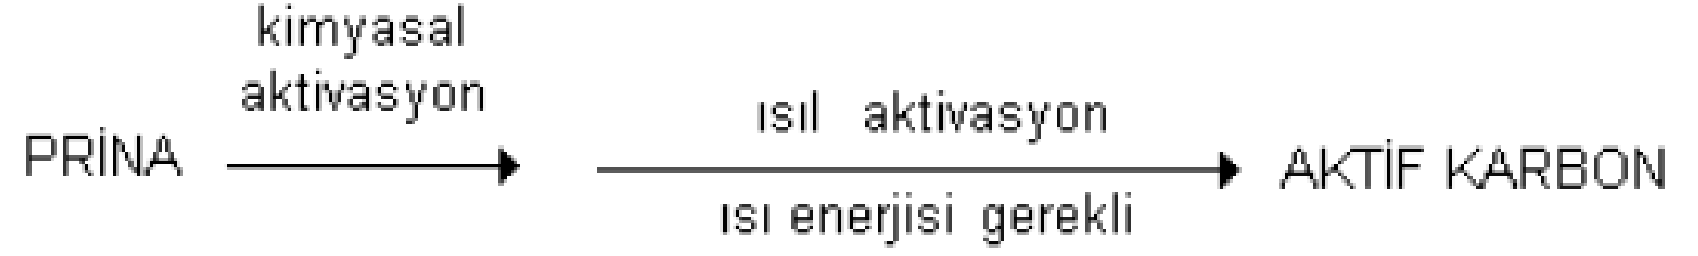 kimyasal
aktivasyon
PRİNA
ısıl aktivasyon
ısı enerjisi gerekli
AKTİF KARBON